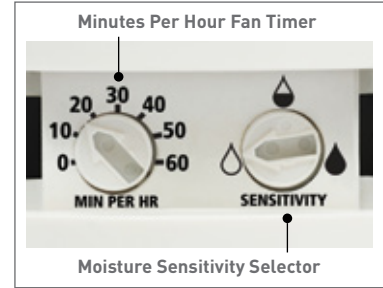 Minutes Per Hour Fan Timer
20 30 40
10 50
0 60
MIN PER HR SENSITIVITY
Moisture Sensitivity Selector